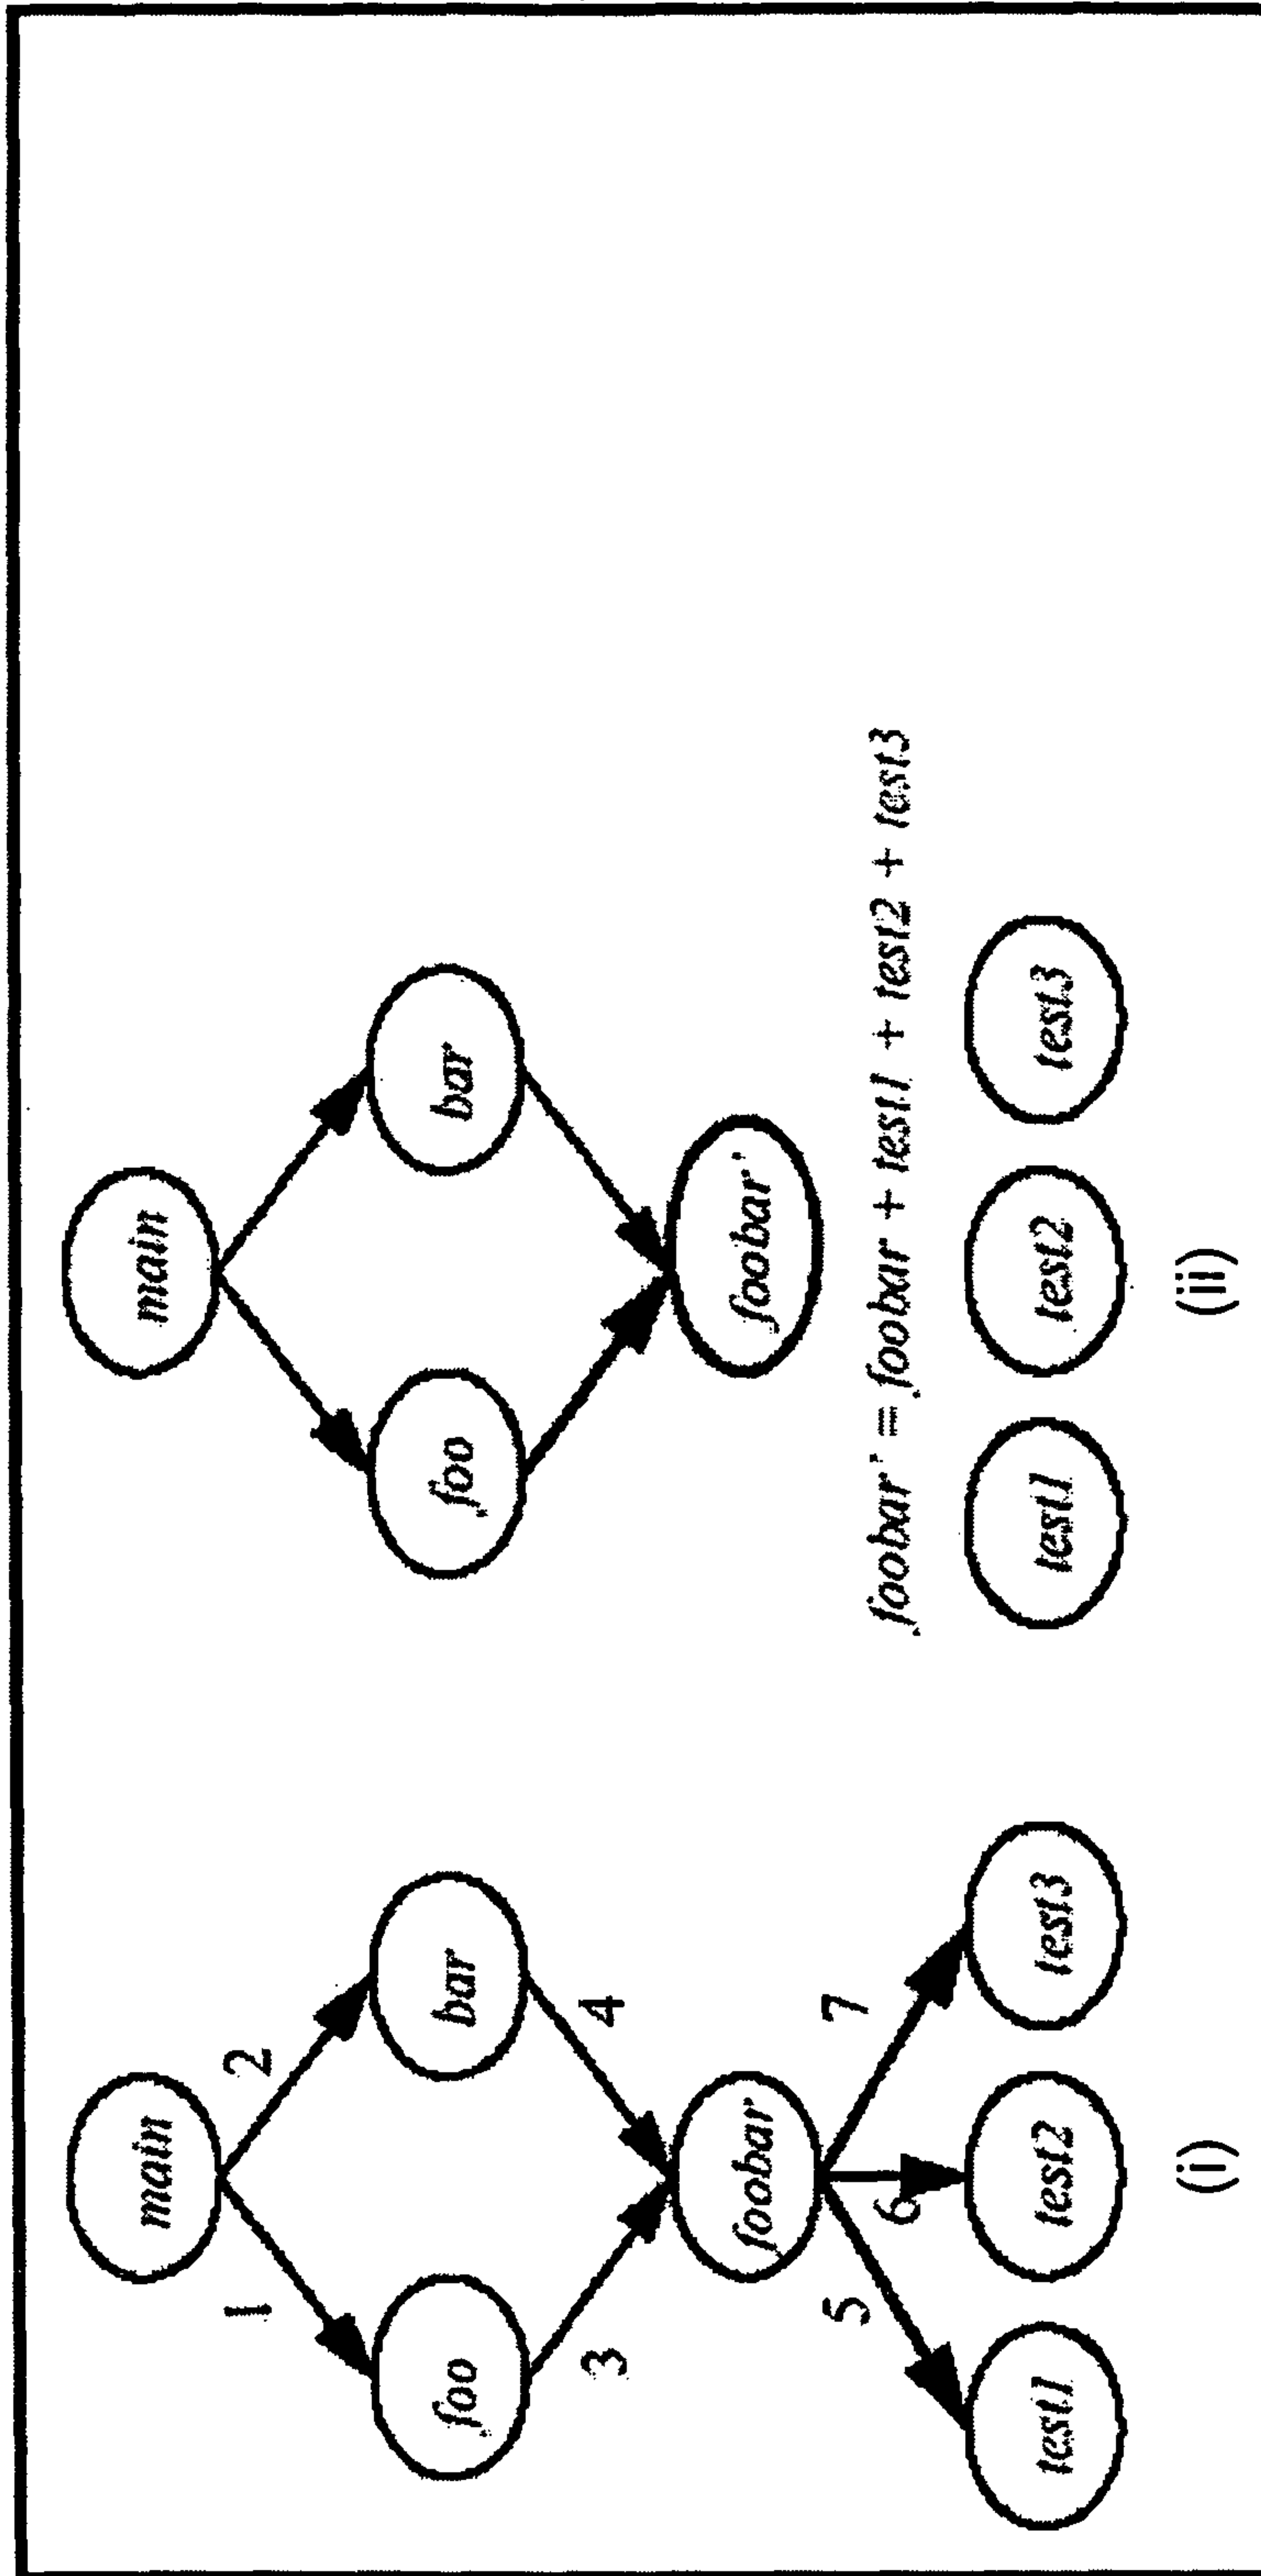 main
1
2
foo
bar
3
4
foobar
5
6
7
test1
test2
test3
(i)
main
foo
bar
foobar'
foobar' = foobar + test1 + test2 + test3
test1
test2
test3
(ii)